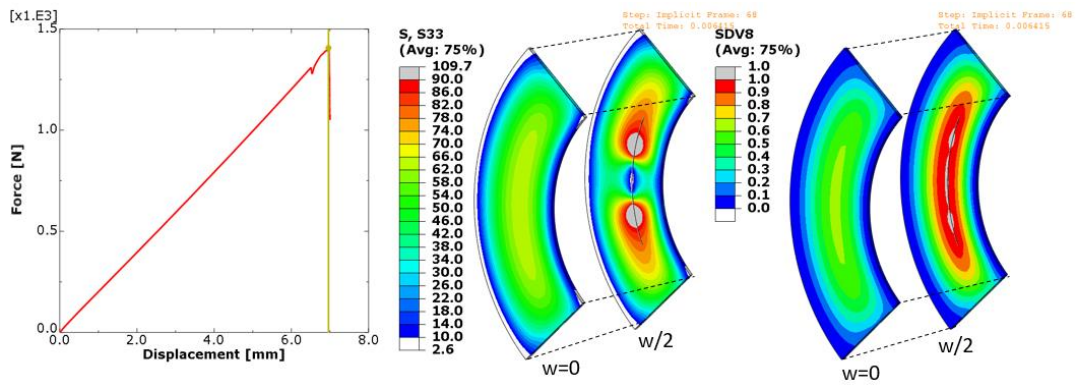 [x1.E3]
1.5
1.0
0.5
0.0
0.0
2.0
4.0
6.0
8.0
Force [N]
Displacement [mm]
Step: Implicit Frame: 68
Total Time: 0.006415
S, S33
(Avg: 75%)
109.7
90.0
86.0
82.0
78.0
74.0
70.0
66.0
62.0
58.0
54.0
50.0
46.0
42.0
38.0
34.0
30.0
26.0
22.0
18.0
14.0
10.0
2.6
w=0
w/2
Step: Implicit Frame: 68
Total Time: 0.006415
SDV8
(Avg: 75%)
1.0
1.0
0.9
0.8
0.7
0.6
0.5
0.4
0.3
0.2
0.1
0.0
w=0
w/2